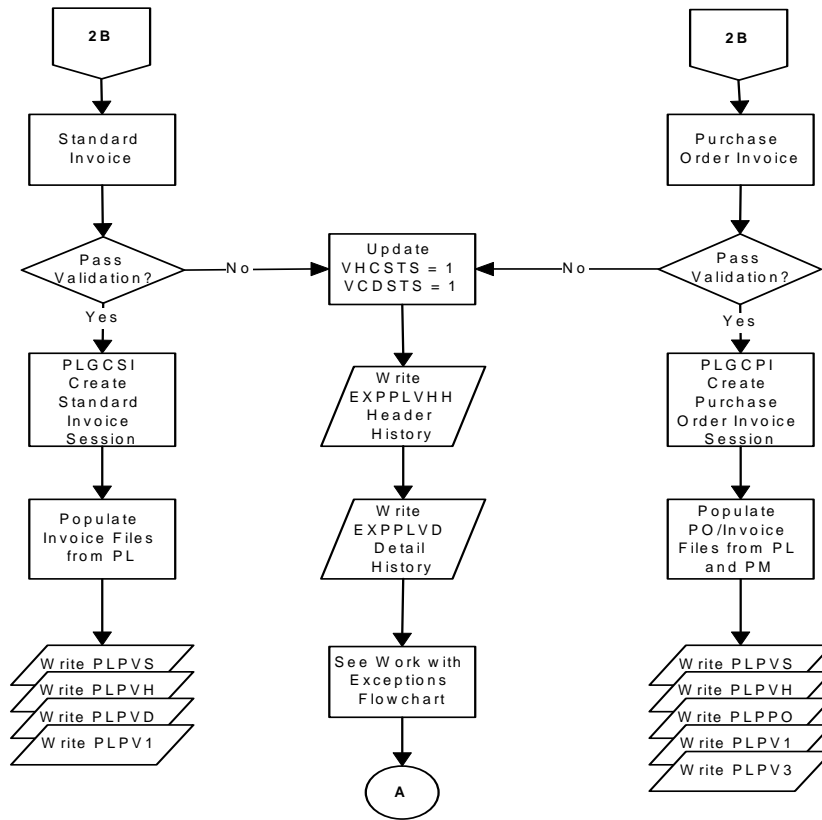 2B
Standard
Invoice
Pass
Validation?
No
Yes
PLGCSI
Create
Standard
Invoice
Session
Populate
Invoice Files
from PL
Write PLPVS
Write PLPVH
Write PLPVD
Write PLPV1
Update
VHCSTS = 1
VCDSTS = 1
Write
EXPPLVHH
Header
History
Write
EXPPLVD
Detail
History
See Work with
Exceptions
Flowchart
A
2B
Purchase
Order Invoice
Pass
Validation?
No
Yes
PLGCPI
Create
Purchase
Order Invoice
Session
Populate
PO/Invoice
Files from PL
and PM
Write PLPVS
Write PLPVH
Write PLPPO
Write PLPV1
Write PLPV3